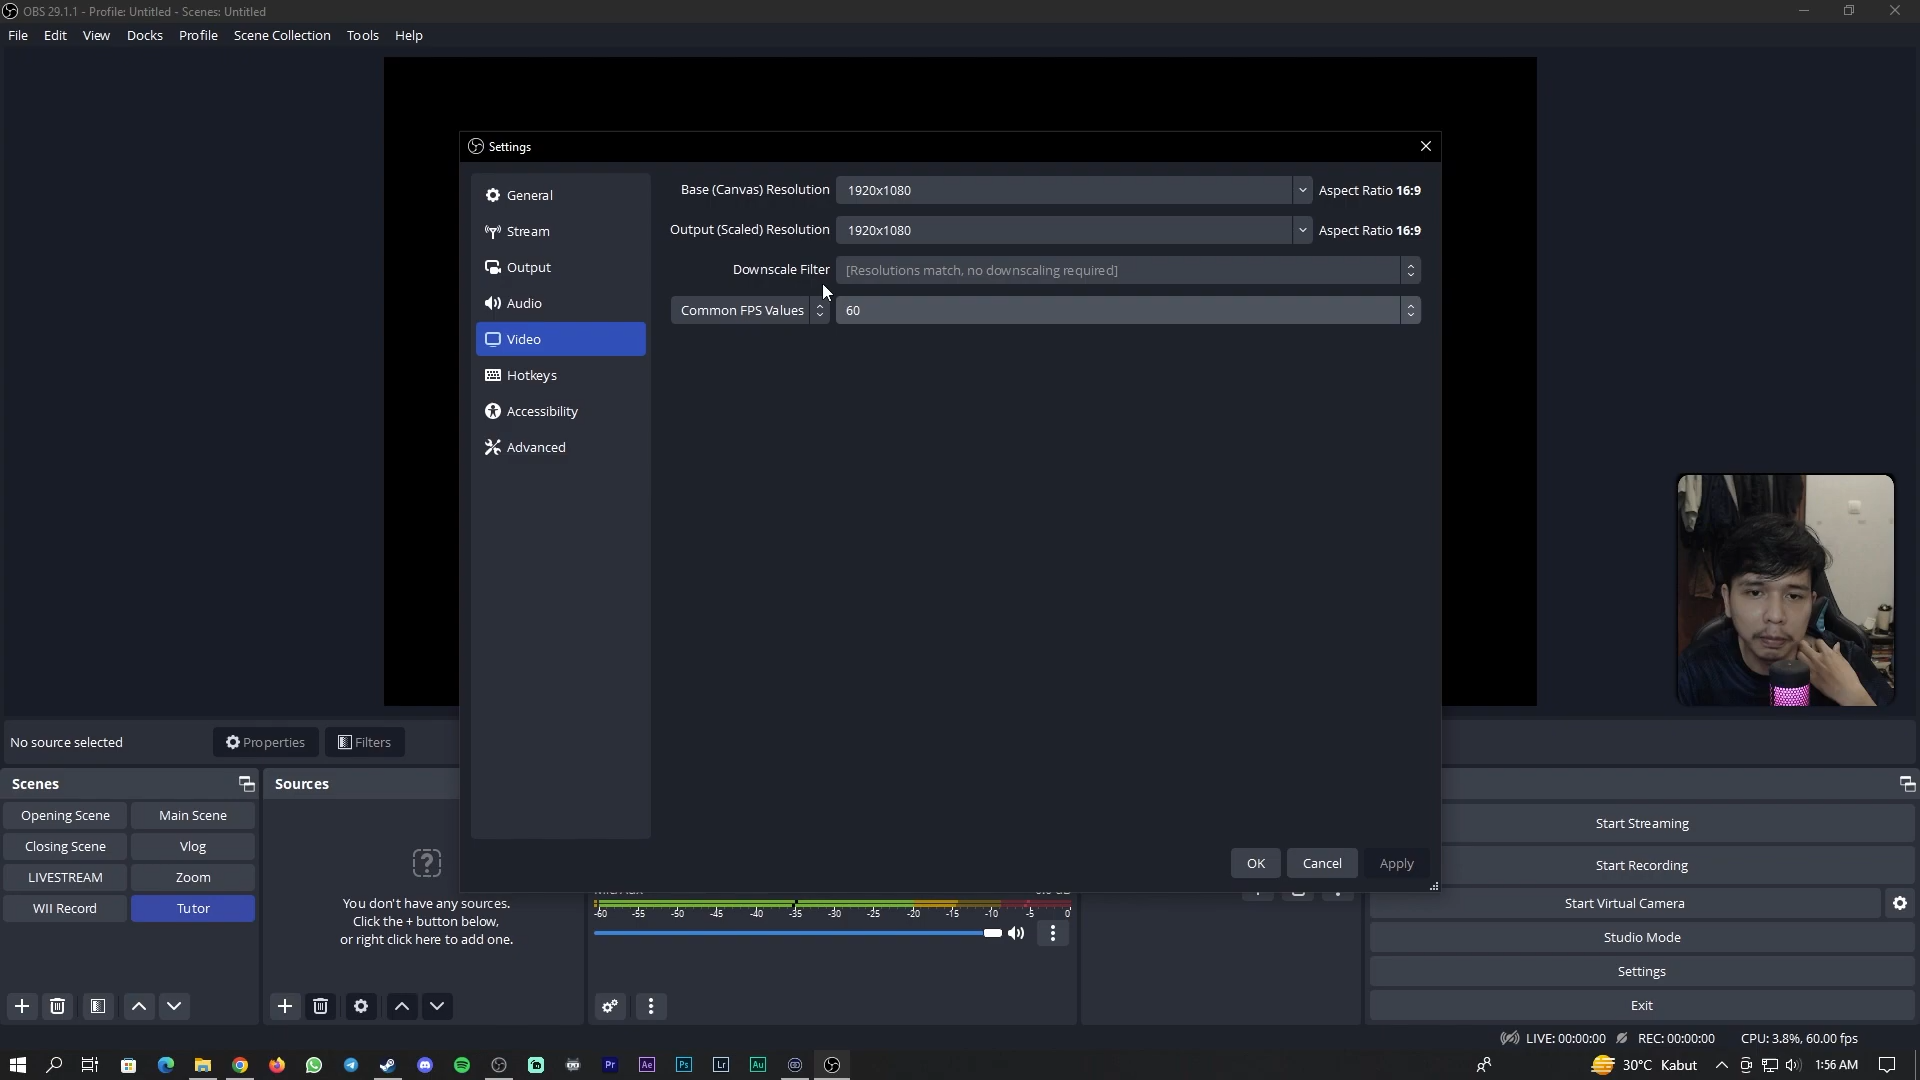 OBS 29.1.1 - Profile: Untitled - Scenes: Untitled
File Edit View Docks Profile Scene Collection Tools Help
Settings
General
Stream
Output
Audio
Video
Hotkeys
Accessibility
Advanced
Base (Canvas) Resolution 1920x1080 Aspect Ratio 16:9
Output (Scaled) Resolution 1920x1080 Aspect Ratio 16:9
Downscale Filter [Resolutions match, no downscaling required]
Common FPS Values 60
OK Cancel Apply
No source selected Properties Filters
Scenes
Opening Scene Main Scene
Closing Scene Vlog
LIVESTREAM Zoom
WII Record Tutor
Sources
You don't have any sources.
Click the + button below,
or right click here to add one.
-60 -55 -50 -45 -40 -35 -30 -25 -20 -15 -10 -5 0
Start Streaming
Start Recording
Start Virtual Camera
Studio Mode
Settings
Exit
LIVE: 00:00:00 REC: 00:00:00 CPU: 3.8%, 60.00 fps
Pr Ae Ps Lr Au
30°C Kabut 1:56 AM